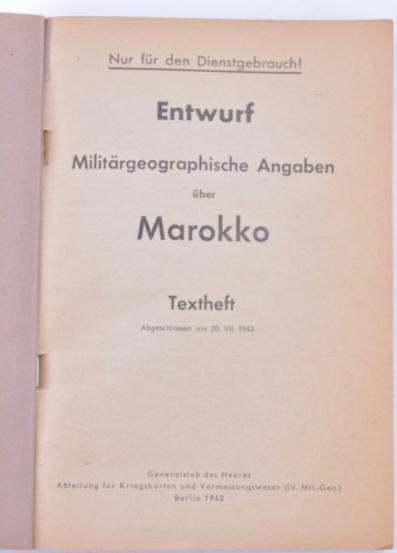 Nur für den Dienstgebrauch!
Entwurf
Militärgeographische Angaben
über
Marokko
Textheft
Abgeschlossen am 20. VII. 1942
Generalstab des Heeres
Abteilung für Kriegskarten und Vermessungswesen (IV. Mil.-Geo.)
Berlin 1942